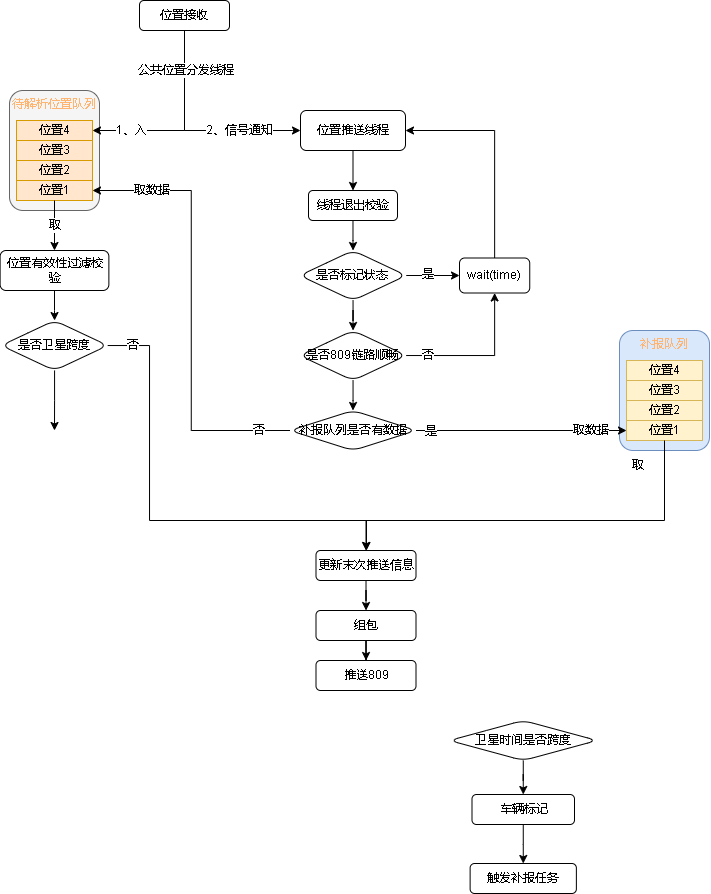 位置接收
公共位置分发线程
待解析位置队列
位置4
位置3
位置2
位置1
1、入
2、信号通知
位置推送线程
取数据
线程退出校验
取
位置有效性过滤校
验
是否标记状态
是
wait(time)
是否卫星跨度
否
是否809链路顺畅
否
补报队列
位置4
位置3
位置2
位置1
否
补报队列是否有数据
是
取数据
取
更新末次推送信息
组包
推送809
卫星时间是否跨度
车辆标记
触发补报任务